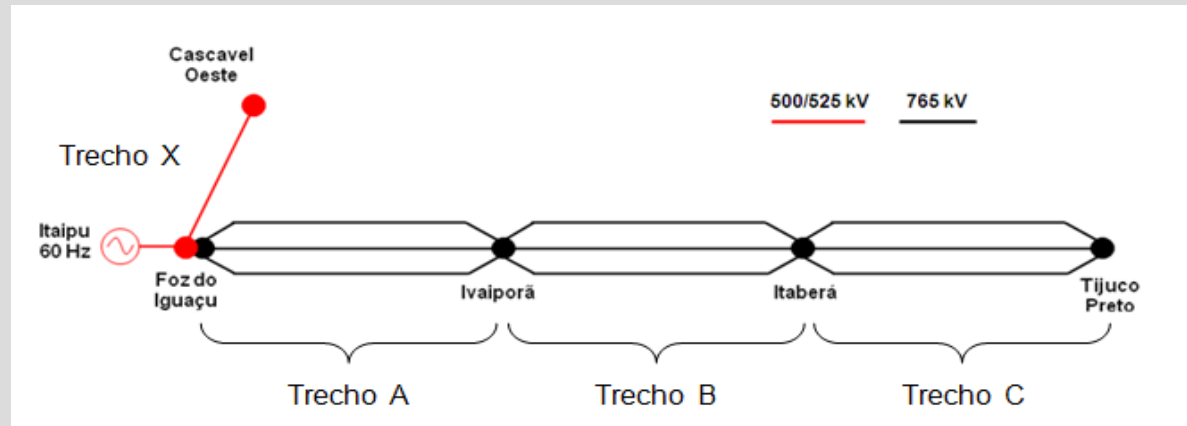 Cascavel
Oeste
500/525 kV
765 kV
Trecho X
Itaipu
60 Hz
Foz do
Iguaçu
Ivaiporã
Itaberá
Tijuco
Preto
Trecho A
Trecho B
Trecho C